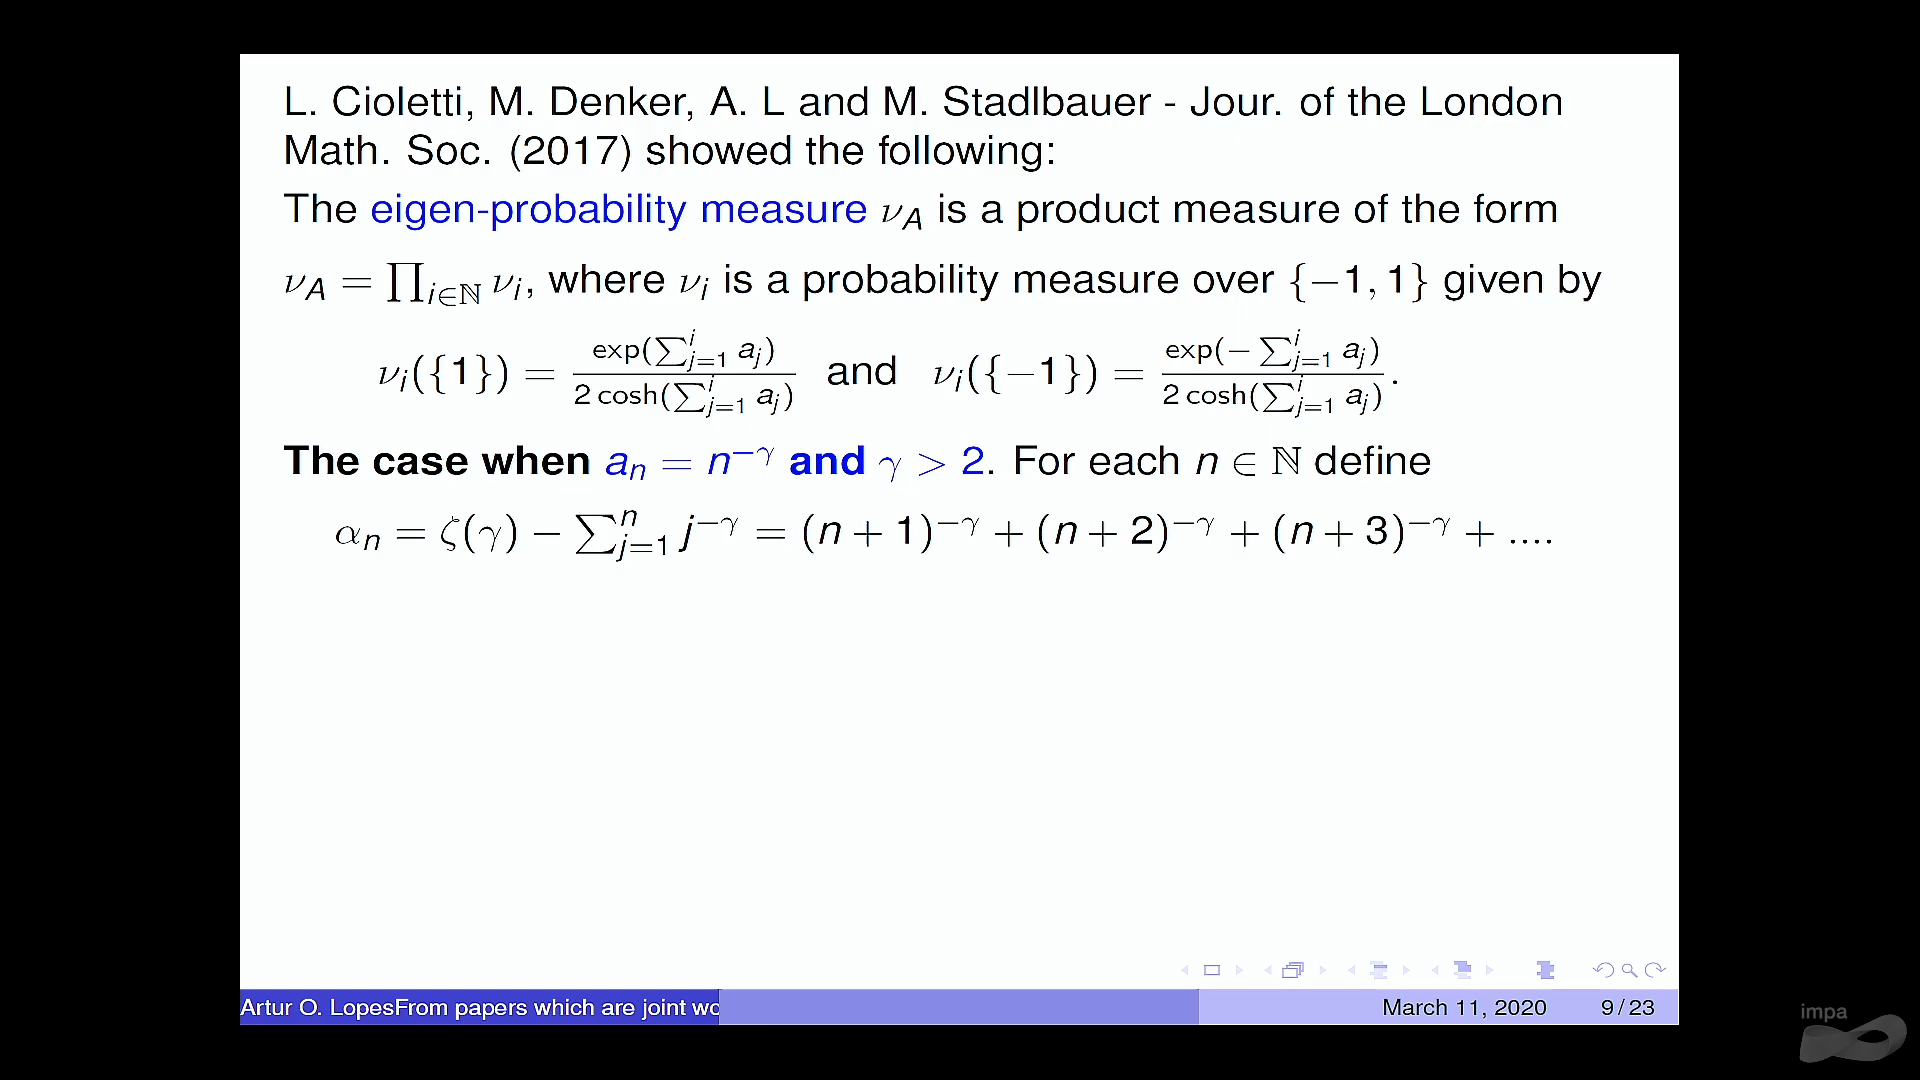 L. Cioletti, M. Denker, A. L and M. Stadlbauer - Jour. of the London
Math. Soc. (2017) showed the following:
The eigen-probability measure ν_A is a product measure of the form
ν_A = ∏_{i∈ℕ} ν_i, where ν_i is a probability measure over {−1, 1} given by
ν_i({1}) = exp(∑_{j=1}^{i} a_j) / 2 cosh(∑_{j=1}^{i} a_j) and ν_i({−1}) = exp(− ∑_{j=1}^{i} a_j) / 2 cosh(∑_{j=1}^{i} a_j).
The case when a_n = n^{−γ} and γ > 2. For each n ∈ ℕ define
α_n = ζ(γ) − ∑_{j=1}^{n} j^{−γ} = (n + 1)^{−γ} + (n + 2)^{−γ} + (n + 3)^{−γ} + ....
Artur O. LopesFrom papers which are joint wo
March 11, 2020
9 / 23
impa